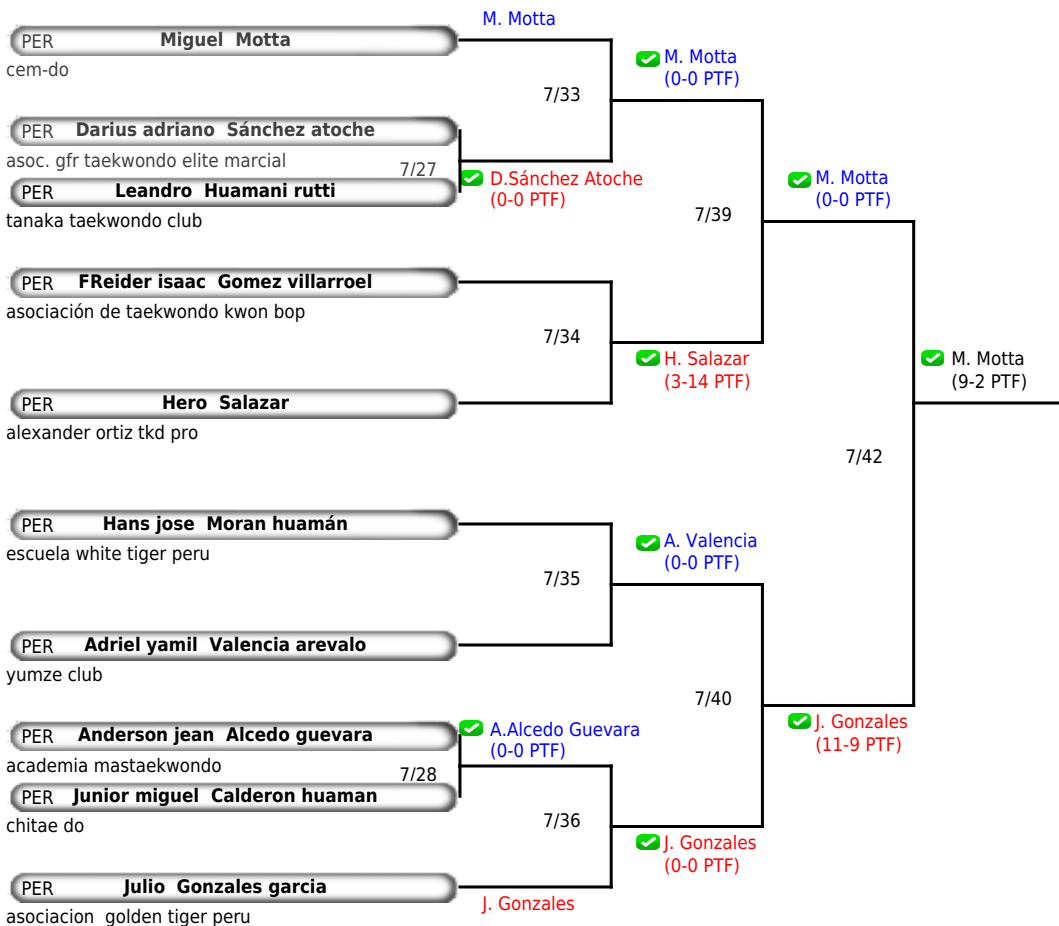 M. Motta
PER Miguel Motta
cem-do
M. Motta
(0-0 PTF)
7/33
PER Darius adriano Sánchez atoche
asoc. gfr taekwondo elite marcial
7/27
D.Sánchez Atoche
(0-0 PTF)
PER Leandro Huamani rutti
tanaka taekwondo club
M. Motta
(0-0 PTF)
7/39
PER FReider isaac Gomez villarroel
asociación de taekwondo kwon bop
7/34
H. Salazar
(3-14 PTF)
M. Motta
(9-2 PTF)
PER Hero Salazar
alexander ortiz tkd pro
7/42
PER Hans jose Moran huamán
escuela white tiger peru
A. Valencia
(0-0 PTF)
7/35
PER Adriel yamil Valencia arevalo
yumze club
7/40
J. Gonzales
(11-9 PTF)
PER Anderson jean Alcedo guevara
academia mastaekwondo
A.Alcedo Guevara
(0-0 PTF)
7/28
PER Junior miguel Calderon huaman
chitae do
7/36
J. Gonzales
(0-0 PTF)
PER Julio Gonzales garcia
asociacion golden tiger peru
J. Gonzales